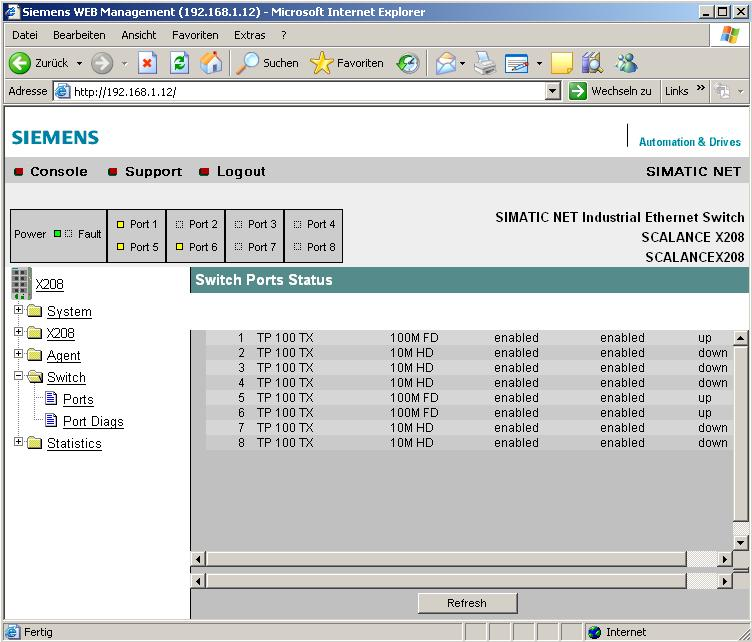 Siemens WEB Management (192.168.1.12) - Microsoft Internet Explorer
Datei Bearbeiten Ansicht Favoriten Extras ?
Zurück Suchen Favoriten
Adresse http://192.168.1.12/ Wechseln zu Links »
SIEMENS
Automation & Drives
Console Support Logout SIMATIC NET
Power Fault Port 1 Port 2 Port 3 Port 4
Port 5 Port 6 Port 7 Port 8
SIMATIC NET Industrial Ethernet Switch
SCALANCE X208
SCALANCEX208
X208
System
X208
Agent
Switch
Ports
Port Diags
Statistics
Switch Ports Status
1 TP 100 TX 100M FD enabled enabled up
2 TP 100 TX 10M HD enabled enabled down
3 TP 100 TX 10M HD enabled enabled down
4 TP 100 TX 10M HD enabled enabled down
5 TP 100 TX 100M FD enabled enabled up
6 TP 100 TX 100M FD enabled enabled up
7 TP 100 TX 10M HD enabled enabled down
8 TP 100 TX 10M HD enabled enabled down
Refresh
Fertig Internet